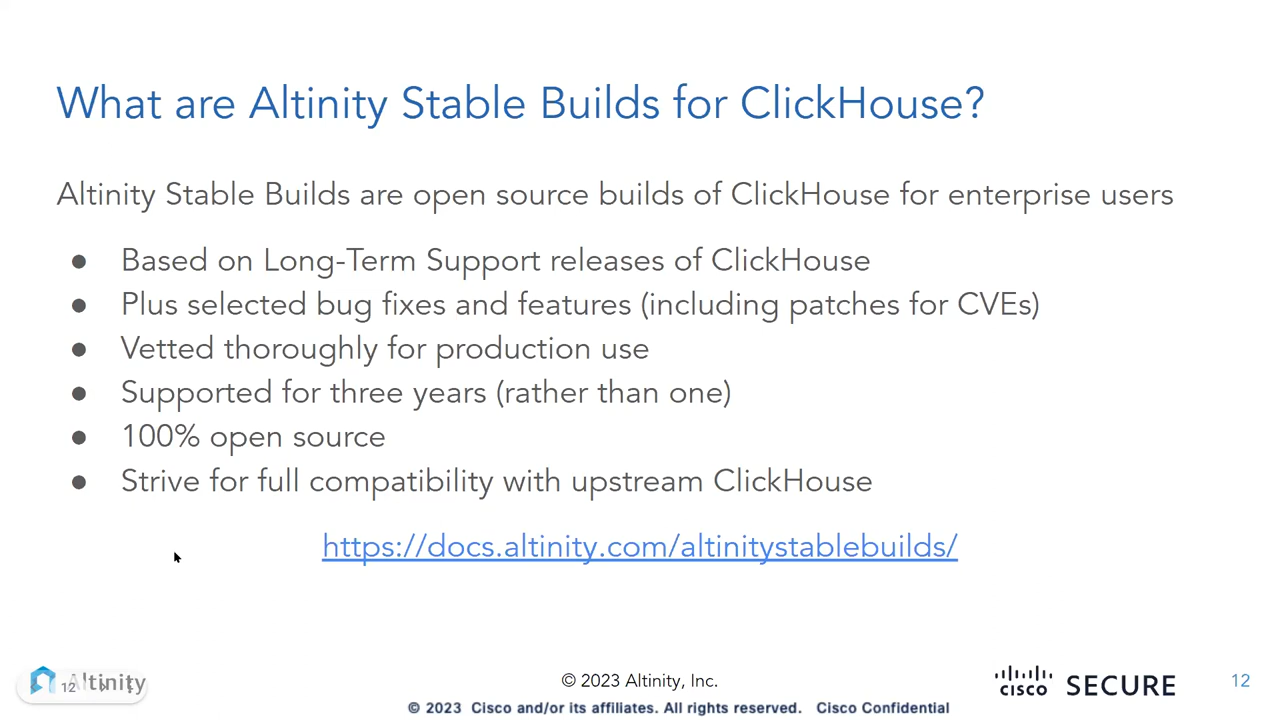 What are Altinity Stable Builds for ClickHouse?
Altinity Stable Builds are open source builds of ClickHouse for enterprise users
● Based on Long-Term Support releases of ClickHouse
● Plus selected bug fixes and features (including patches for CVEs)
● Vetted thoroughly for production use
● Supported for three years (rather than one)
● 100% open source
● Strive for full compatibility with upstream ClickHouse
https://docs.altinity.com/altinitystablebuilds/
Altinity
12
© 2023 Altinity, Inc.
CISCO SECURE
12
© 2023 Cisco and/or its affiliates. All rights reserved. Cisco Confidential